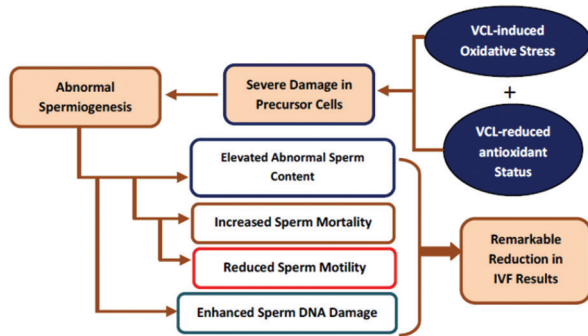 VCL-induced
Oxidative Stress
+
VCL-reduced
antioxidant
Status
Severe Damage in
Precursor Cells
Abnormal
Spermiogenesis
Elevated Abnormal Sperm
Content
Increased Sperm Mortality
Reduced Sperm Motility
Enhanced Sperm DNA Damage
Remarkable
Reduction in
IVF Results